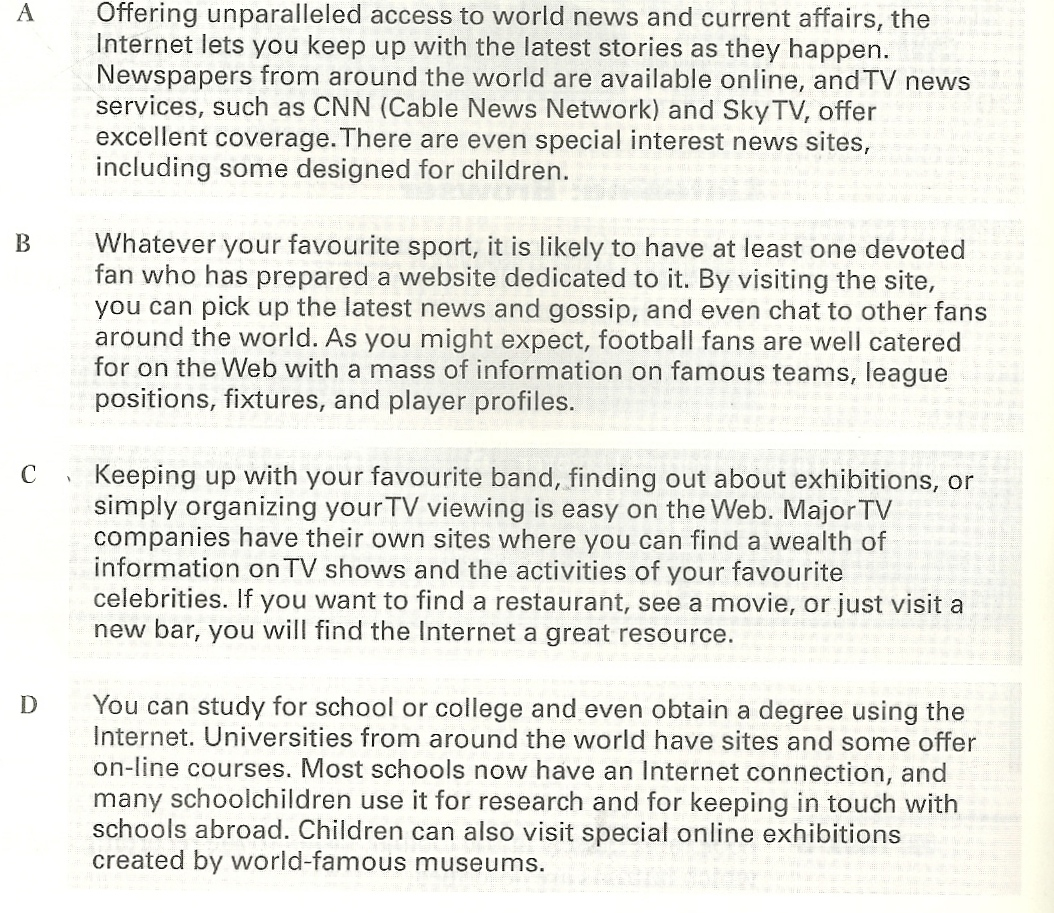 A Offering unparalleled access to world news and current affairs, the
Internet lets you keep up with the latest stories as they happen.
Newspapers from around the world are available online, and TV news
services, such as CNN (Cable News Network) and Sky TV, offer
excellent coverage. There are even special interest news sites,
including some designed for children.
B Whatever your favourite sport, it is likely to have at least one devoted
fan who has prepared a website dedicated to it. By visiting the site,
you can pick up the latest news and gossip, and even chat to other fans
around the world. As you might expect, football fans are well catered
for on the Web with a mass of information on famous teams, league
positions, fixtures, and player profiles.
C Keeping up with your favourite band, finding out about exhibitions, or
simply organizing your TV viewing is easy on the Web. Major TV
companies have their own sites where you can find a wealth of
information on TV shows and the activities of your favourite
celebrities. If you want to find a restaurant, see a movie, or just visit a
new bar, you will find the Internet a great resource.
D You can study for school or college and even obtain a degree using the
Internet. Universities from around the world have sites and some offer
on-line courses. Most schools now have an Internet connection, and
many schoolchildren use it for research and for keeping in touch with
schools abroad. Children can also visit special online exhibitions
created by world-famous museums.